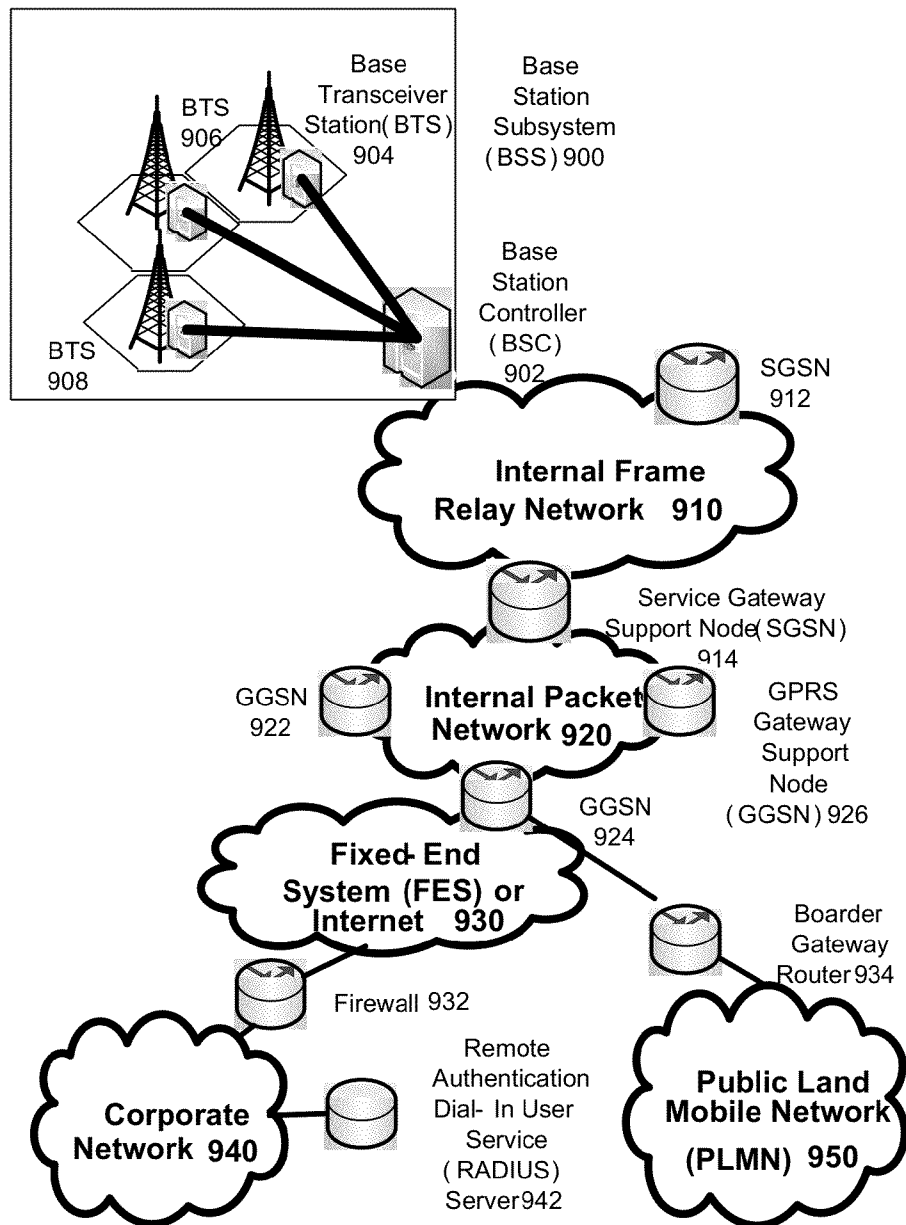 BTS
906
Base
Transceiver
Station(BTS)
904
Base
Station
Subsystem
(BSS) 900
BTS
908
Base
Station
Controller
(BSC)
902
SGSN
912
Internal Frame
Relay Network 910
Service Gateway
Support Node(SGSN)
914
GGSN
922
Internal Packet
Network 920
GPRS
Gateway
Support
Node
(GGSN) 926
GGSN
924
Fixed-End
System (FES) or
Internet 930
Boarder
Gateway
Router934
Firewall 932
Corporate
Network 940
Remote
Authentication
Dial-In User
Service
(RADIUS)
Server942
Public Land
Mobile Network
(PLMN) 950